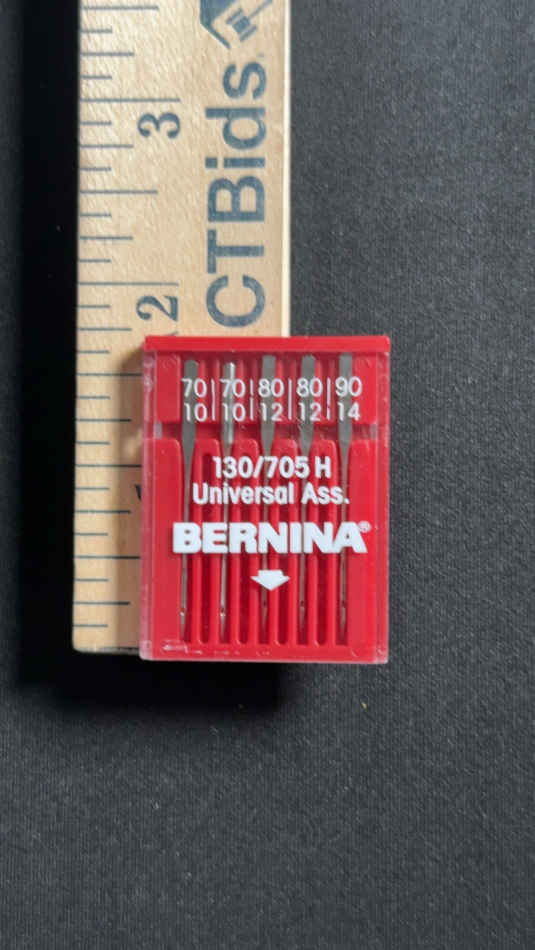 3
CTBids.
2
70 | 70 | 80 | 80 | 90
10 | 10 | 12 | 12 | 14
130/705 H
Universal Ass.
BERNINA®